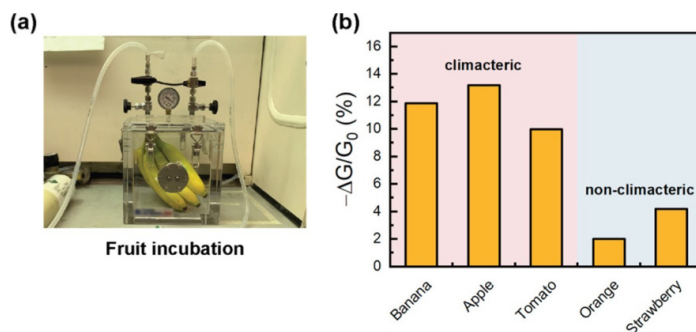 (a)
Fruit incubation
(b)
−ΔG/G₀ (%)
16
14
12
10
8
6
4
2
0
climacteric
non-climacteric
Banana
Apple
Tomato
Orange
Strawberry